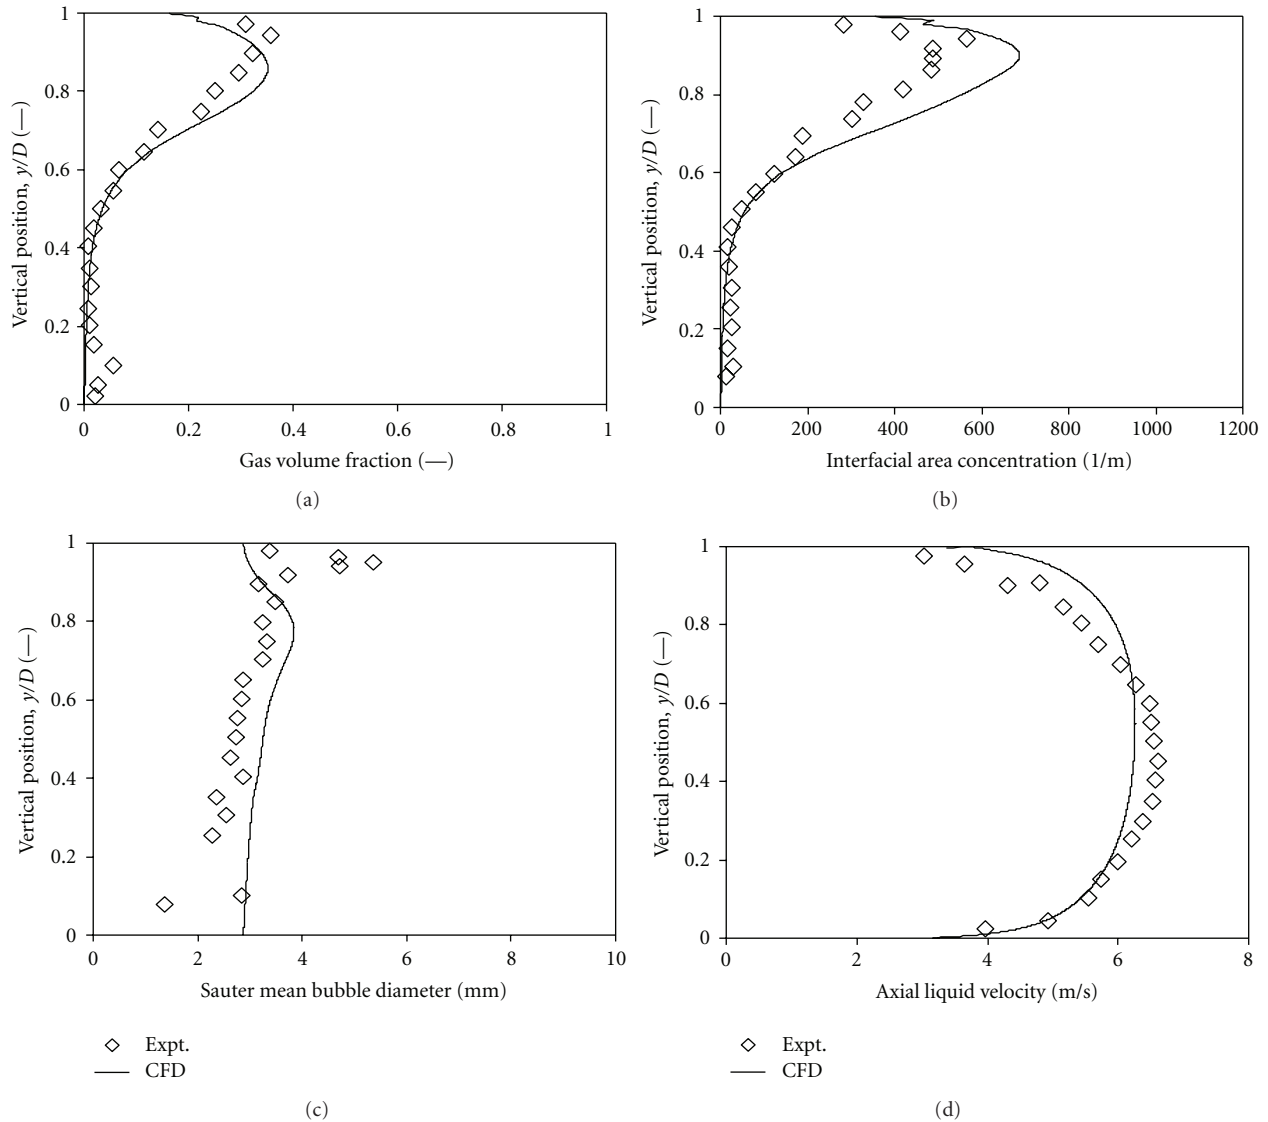 1
0.8
0.6
0.4
0.2
0
Vertical position, y/D (—)
0 0.2 0.4 0.6 0.8 1
Gas volume fraction (—)
(a)
1
0.8
0.6
0.4
0.2
0
Vertical position, y/D (—)
0 200 400 600 800 1000 1200
Interfacial area concentration (1/m)
(b)
1
0.8
0.6
0.4
0.2
0
Vertical position, y/D (—)
0 2 4 6 8 10
Sauter mean bubble diameter (mm)
Expt.
CFD
(c)
1
0.8
0.6
0.4
0.2
0
Vertical position, y/D (—)
0 2 4 6 8
Axial liquid velocity (m/s)
Expt.
CFD
(d)